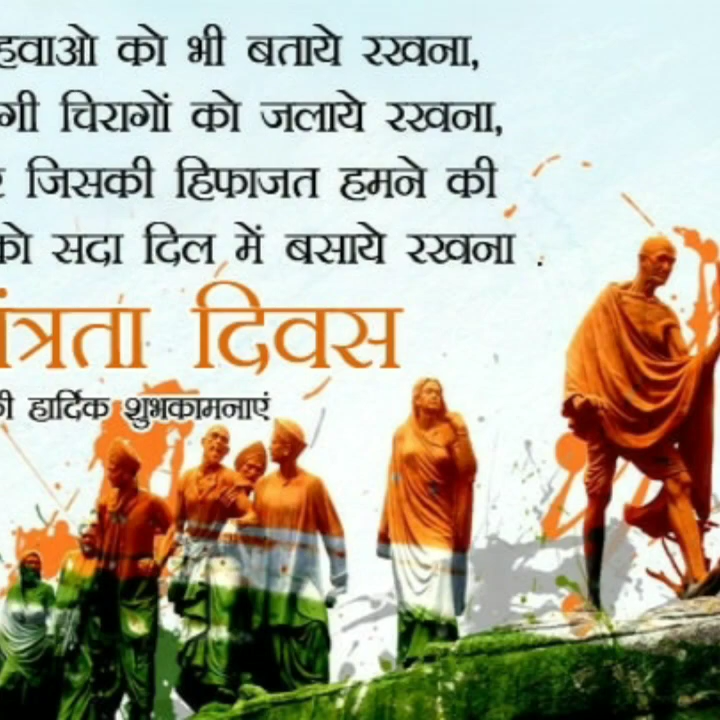 हवाओ को भी बताये रखना,
गी चिरागों को जलाये रखना,
जिसकी हिफाजत हमने की
को सदा दिल में बसाये रखना .
तंत्रता दिवस
की हार्दिक शुभकामनाएं